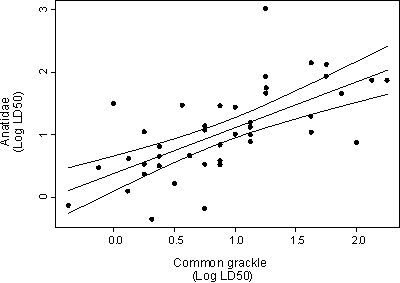 Anatidae
(Log LD50)
3
2
1
0
0.0 0.5 1.0 1.5 2.0
Common grackle
(Log LD50)